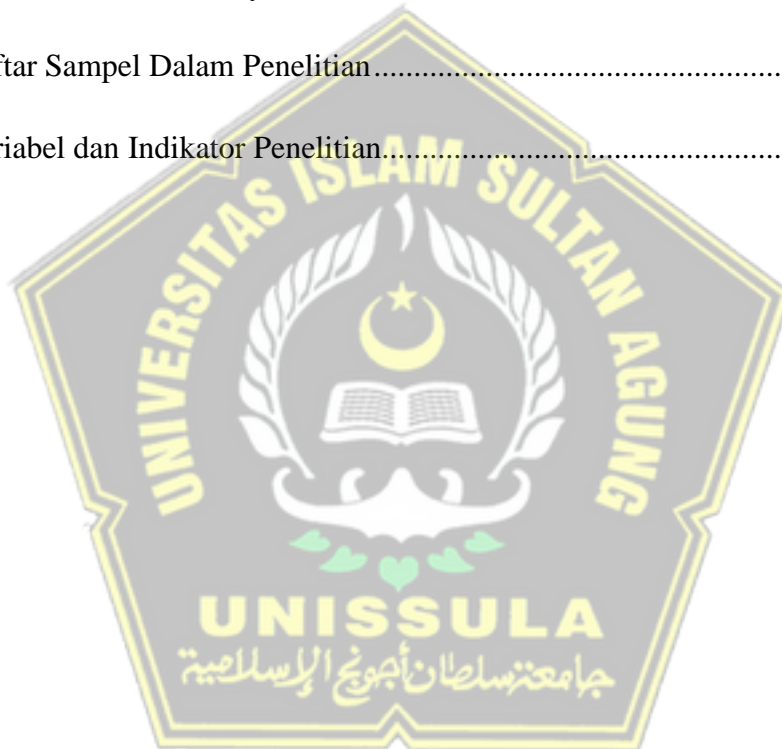 ftar Sampel Dalam Penelitian
riabel dan Indikator Penelitian
UNIVERSITAS ISLAM SULTAN AGUNG
UNISSULA
جامعة سلطان أجونج الإسلامية